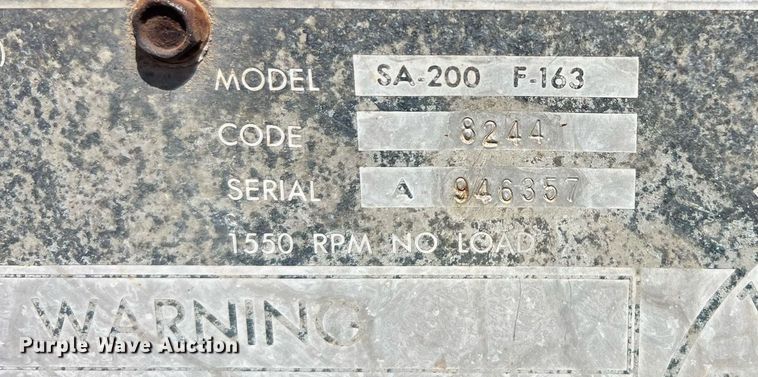 MODEL SA-200 F-163
CODE 8244
SERIAL A 946357
1550 RPM NO LOAD
WARNING
Purple Wave Auction